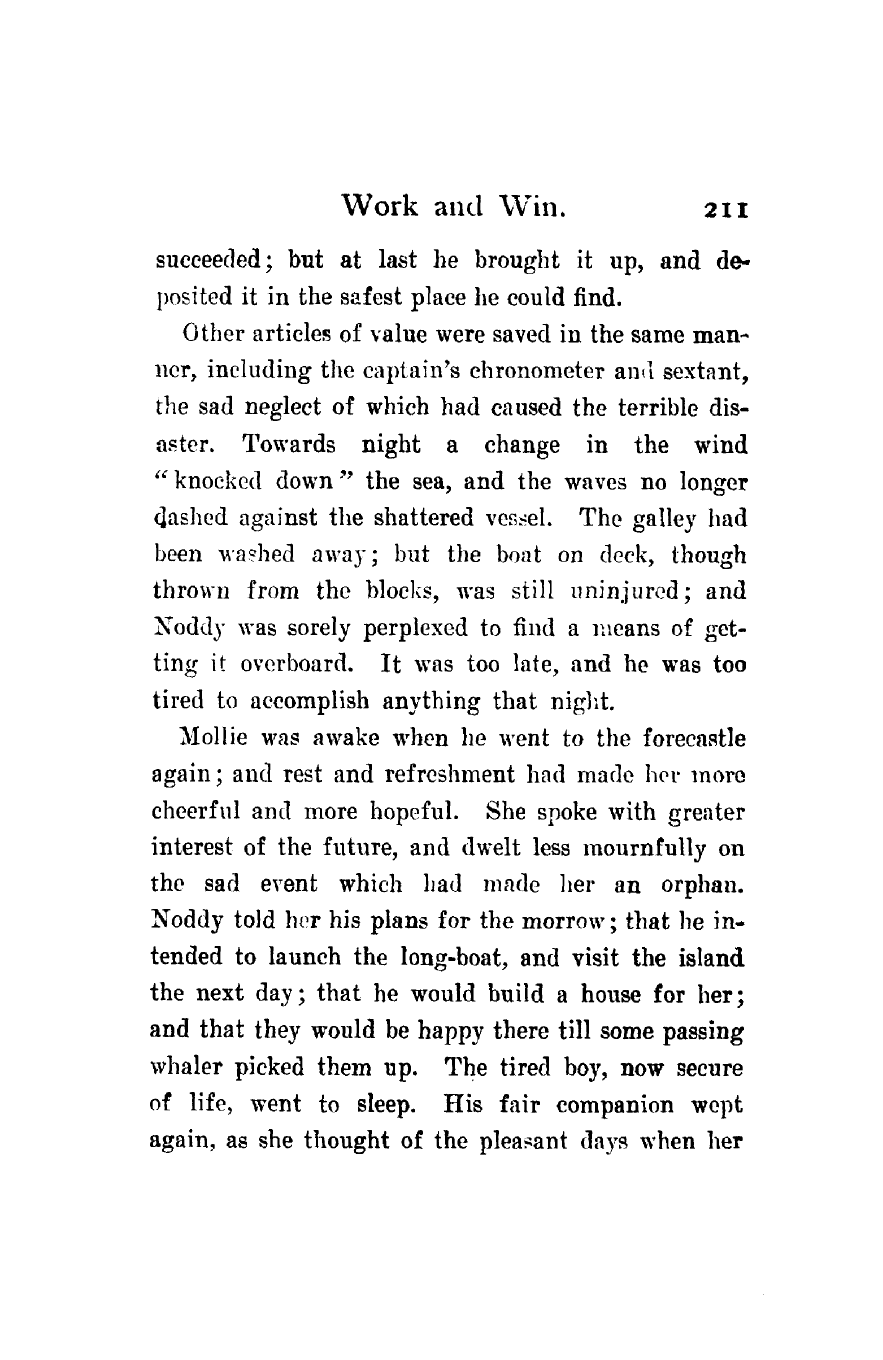 Work and Win. 211
succeeded; but at last he brought it up, and de-
posited it in the safest place he could find.
Other articles of value were saved in the same man-
ner, including the captain's chronometer and sextant,
the sad neglect of which had caused the terrible dis-
aster. Towards night a change in the wind
"knocked down" the sea, and the waves no longer
dashed against the shattered vessel. The galley had
been washed away; but the boat on deck, though
thrown from the blocks, was still uninjured; and
Noddy was sorely perplexed to find a means of get-
ting it overboard. It was too late, and he was too
tired to accomplish anything that night.
Mollie was awake when he went to the forecastle
again; and rest and refreshment had made her more
cheerful and more hopeful. She spoke with greater
interest of the future, and dwelt less mournfully on
the sad event which had made her an orphan.
Noddy told her his plans for the morrow; that he in-
tended to launch the long-boat, and visit the island
the next day; that he would build a house for her;
and that they would be happy there till some passing
whaler picked them up. The tired boy, now secure
of life, went to sleep. His fair companion wept
again, as she thought of the pleasant days when her